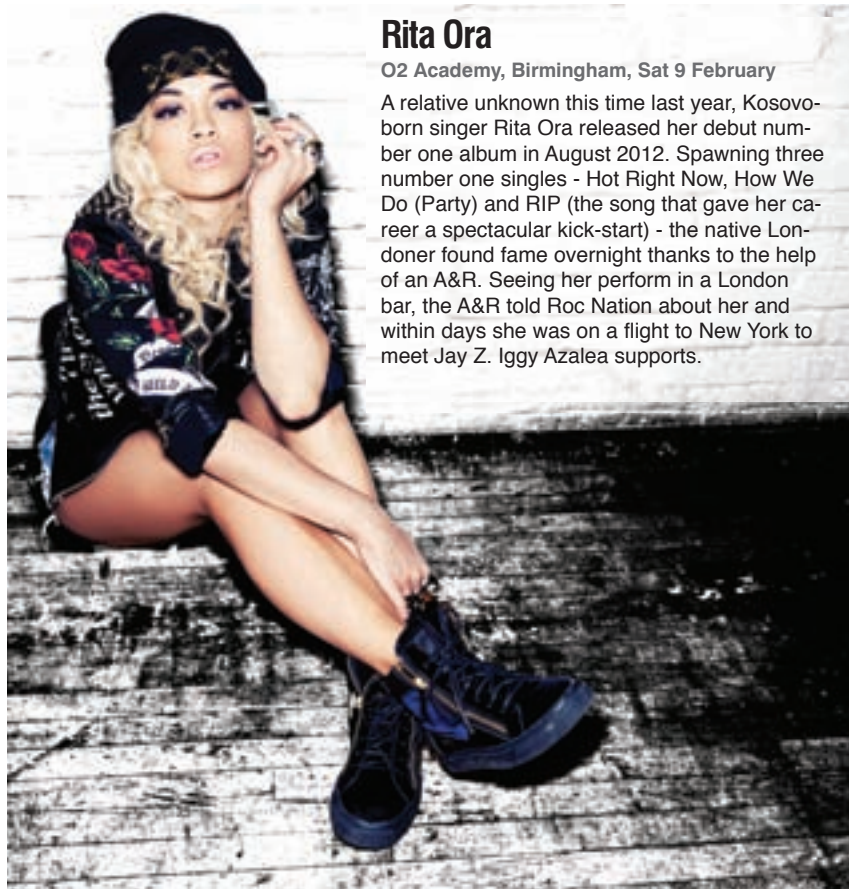 Rita Ora
O2 Academy, Birmingham, Sat 9 February
A relative unknown this time last year, Kosovo-
born singer Rita Ora released her debut num-
ber one album in August 2012. Spawning three
number one singles - Hot Right Now, How We
Do (Party) and RIP (the song that gave her ca-
reer a spectacular kick-start) - the native Lon-
doner found fame overnight thanks to the help
of an A&R. Seeing her perform in a London
bar, the A&R told Roc Nation about her and
within days she was on a flight to New York to
meet Jay Z. Iggy Azalea supports.